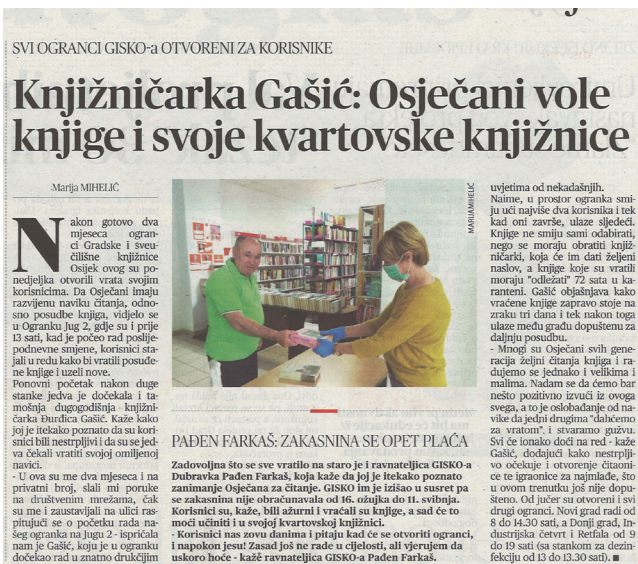 SVI OGRANCI GISKO-a OTVORENI ZA KORISNIKE
Knjižničarka Gašić: Osječani vole
knjige i svoje kvartovske knjižnice
Marija MIHELIĆ
Nakon gotovo dva
mjeseca ogran-
ci Gradske i sveu-
čilišne knjižnice
Osijek ovog su po-
nedjeljka otvorili vrata svojim
korisnicima. Da Osječani imaju
razvijenu naviku čitanja, odno-
sno posudbe knjiga, vidjelo se
u Ogranku Jug 2, gdje su i prije
13 sati, kad je počeo rad poslije-
podnevne smjene, korisnici sta-
jali u redu kako bi vratili posuđe-
ne knjige i uzeli nove.
Ponovni početak nakon duge
stanke jedva je dočekala i ta-
mošnja dugogodišnja knjižni-
čarka Đurđica Gašić. Kaže kako
joj je itekako poznato da su kori-
snici bili nestrpljivi i da su se jed-
va čekali vratiti svojoj omiljenoj
navici.
- U ova su me dva mjeseca i na
privatni broj, slali mi poruke
na društvenim mrežama, čak
su me i zaustavljali na ulici ras-
pitujući se o početku rada na-
šeg ogranka na Jugu 2 - ispričala
nam je Gašić, koju je u ogranku
dočekao rad u znatno drukčijim
MARIJA MIHELIĆ
PAĐEN FARKAŠ: ZAKASNINA SE OPET PLAĆA
Zadovoljna što se sve vratilo na staro je i ravnateljica GISKO-a
Dubravka Pađen Farkaš, koja kaže da joj je itekako poznato
zanimanje Osječana za čitanje. GISKO im je izišao u susret pa
se zakasnina nije obračunavala od 16. ožujka do 11. svibnja.
Korisnici su, kaže, bili ažurni i vraćali su knjige, a sad će to
moći učiniti i u svojoj kvartovskoj knjižnici.
- Korisnici nas zovu danima i pitaju kad će se otvoriti ogranci,
i napokon jesu! Zasad još ne rade u cijelosti, ali vjerujem da
uskoro hoće - kažê ravnateljica GISKO-a Pađen Farkaš.
uvjetima od nekadašnjih.
Naime, u prostor ogranka smi-
ju ući najviše dva korisnika i tek
kad oni završe, ulaze sljedeći.
Knjige ne smiju sami odabirati,
nego se moraju obratiti knjižni-
čarki, koja će im dati željeni
naslov, a knjige koje su vratili
moraju "odležati" 72 sata u ka-
ranteni. Gašić objašnjava kako
vraćene knjige zapravo stoje na
zraku tri dana i tek nakon toga
ulaze među građu dopuštenu za
daljnju posudbu.
- Mnogi su Osječani svih gene-
racija željni čitanja knjiga i ra-
dujemo se jednako i velikima i
malima. Nadam se da ćemo bar
nešto pozitivno izvući iz ovoga
svega, a to je oslobađanje od na-
vike da jedni drugima "dahćemo
za vratom", i stvaramo gužvu.
Svi će ionako doći na red - kaže
Gašić, dodajući kako nestrplji-
vo očekuje i otvorenje čitaoni-
ce te igraonice za najmlađe, što
u ovom trenutku još nije dopu-
šteno. Od jučer su otvoreni i svi
drugi ogranci. Novi grad radi od
8 do 14.30 sati, a Donji grad, In-
dustrijska četvrt i Retfala od 9
do 19 sati (sa stankom za dezin-
fekciju od 13 do 13.30 sati).